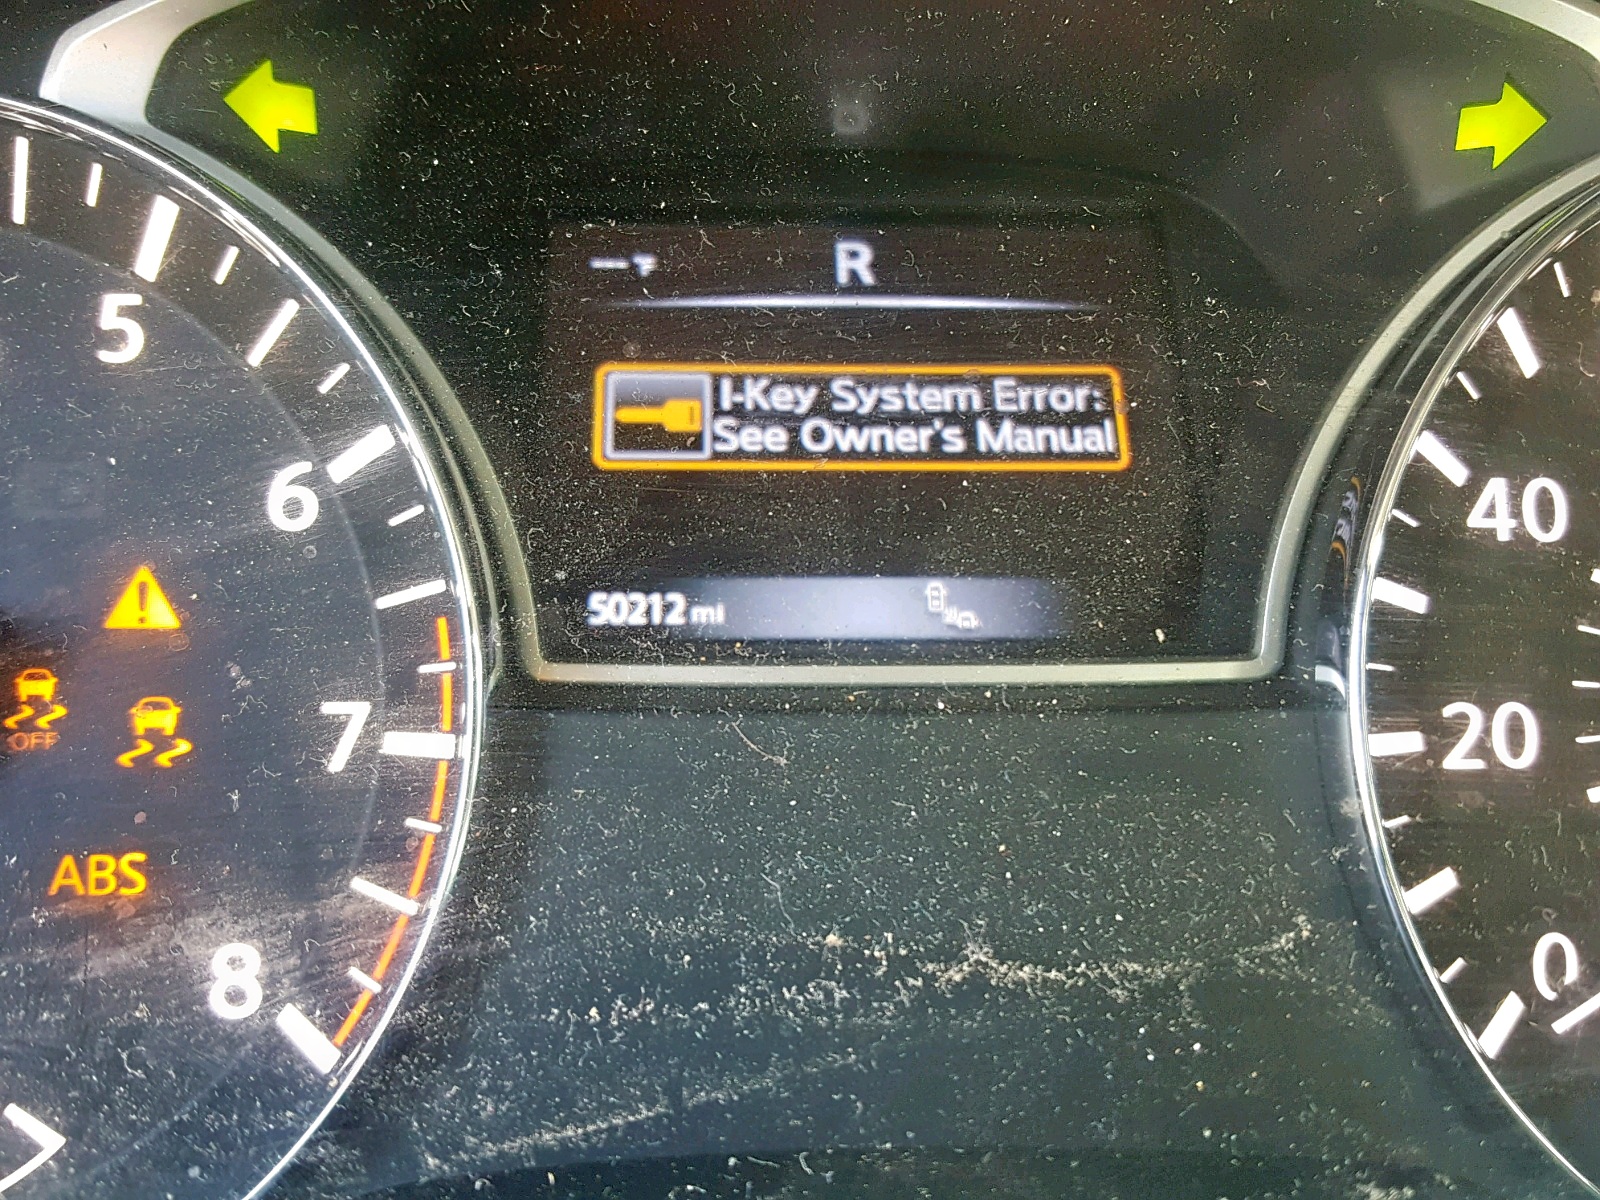 R
I-Key System Error:
See Owner's Manual
50212 mi
5
6
7
8
OFF
ABS
40
20
0